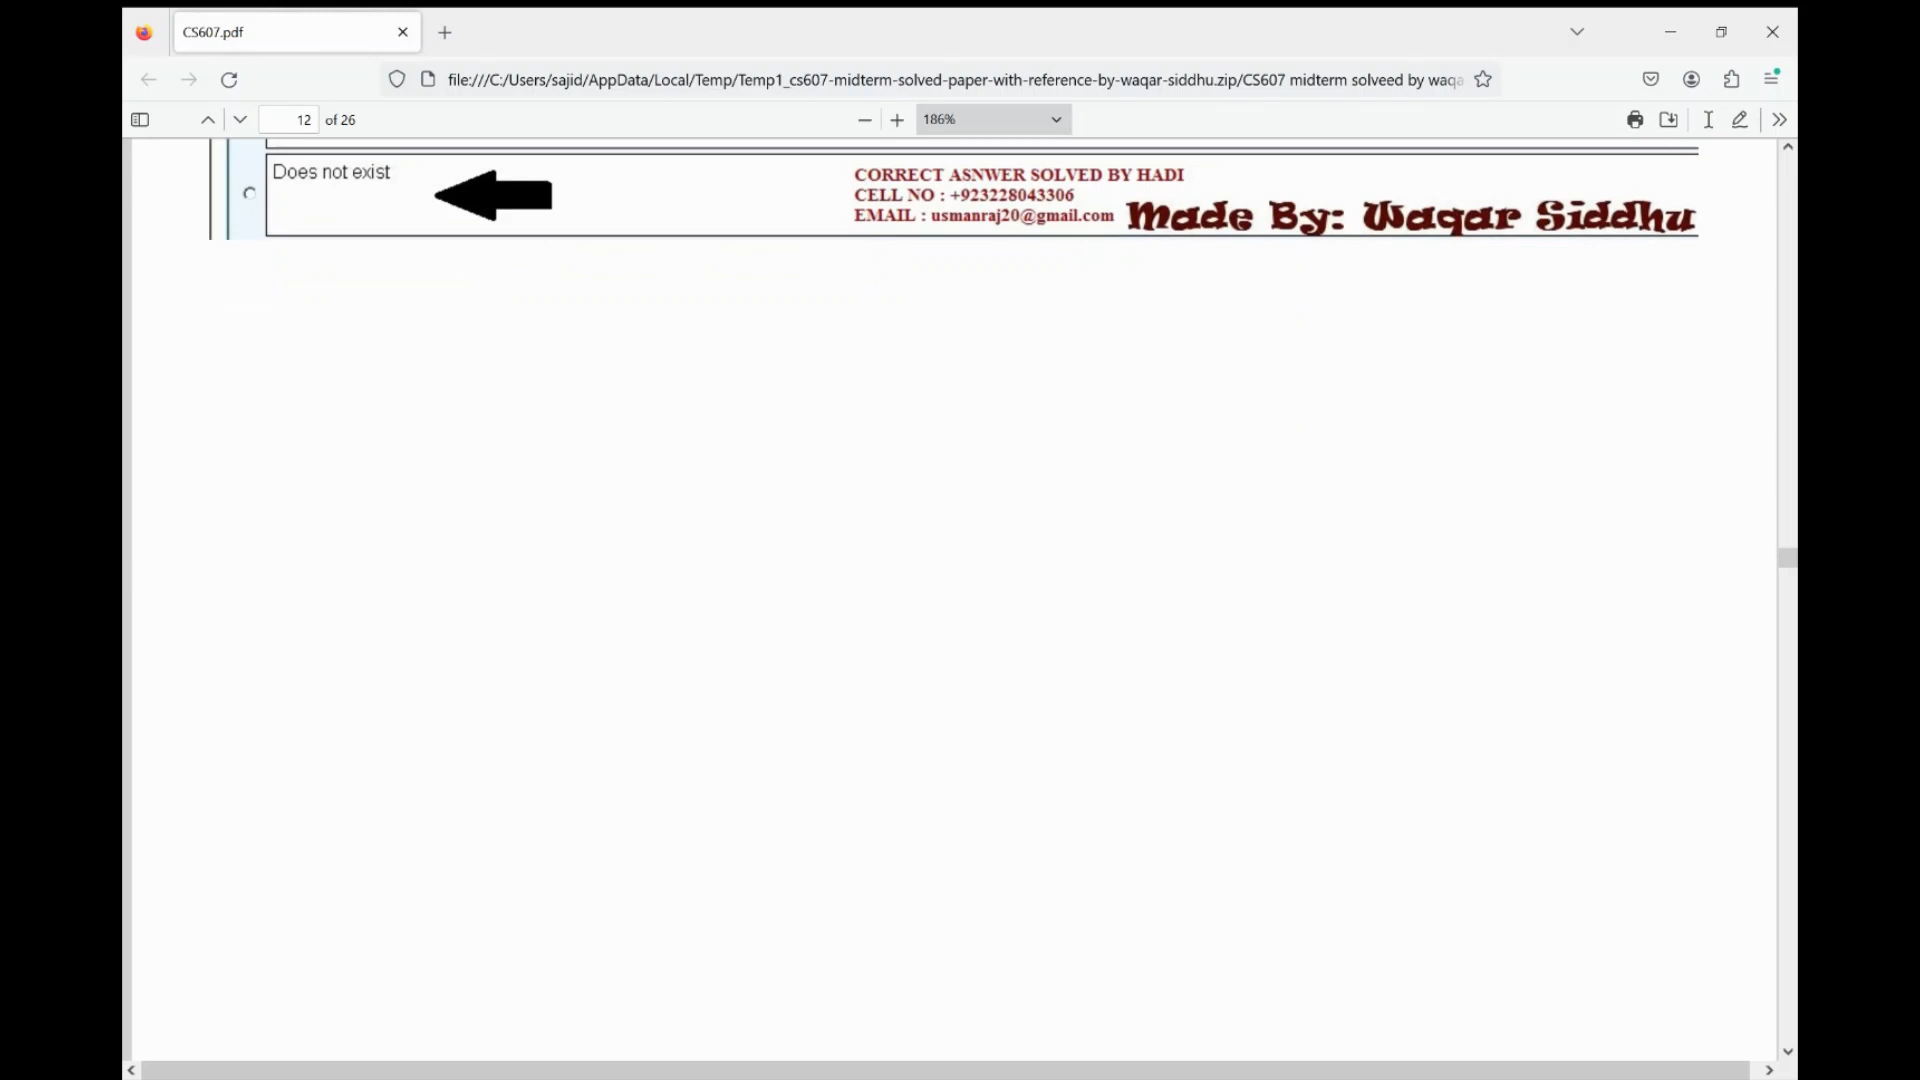 CS607.pdf
file:///C:/Users/sajid/AppData/Local/Temp/Temp1_cs607-midterm-solved-paper-with-reference-by-waqar-siddhu.zip/CS607 midterm solveed by waqa
12 of 26
186%
Does not exist
CORRECT ASNWER SOLVED BY HADI
CELL NO : +923228043306
EMAIL : usmanraj20@gmail.com
Made By: Waqar Siddhu